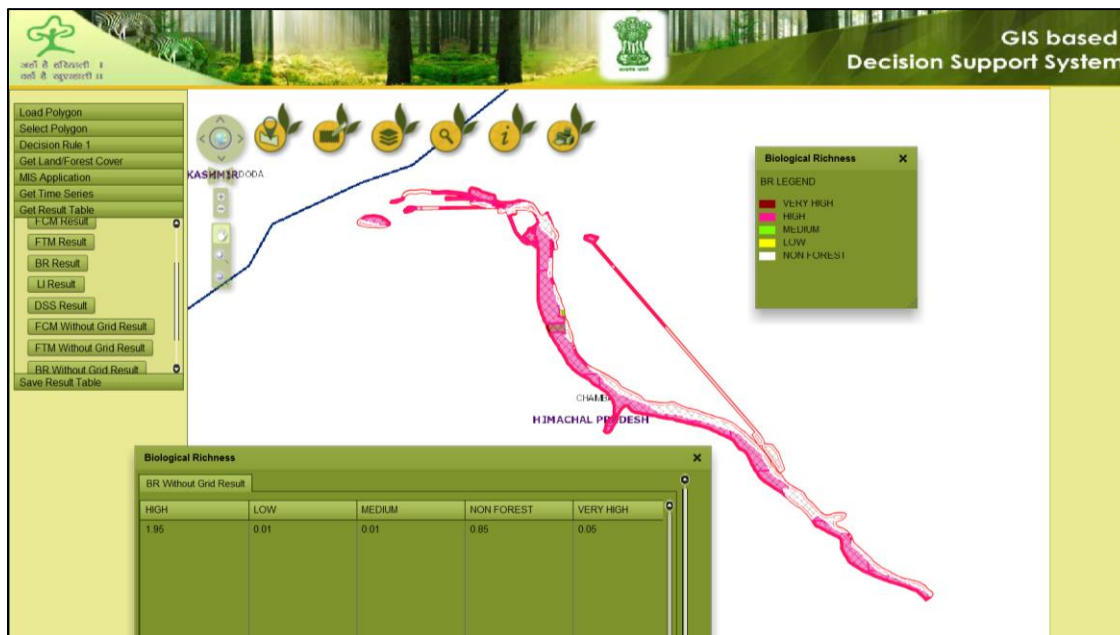 जहाँ है हरियाली ।
वहाँ है खुशहाली ॥
GIS based
Decision Support System
Load Polygon
Select Polygon
Decision Rule 1
Get Land/Forest Cover
MIS Application
Get Time Series
Get Result Table
FCM Result
FTM Result
BR Result
LI Result
DSS Result
FCM Without Grid Result
FTM Without Grid Result
BR Without Grid Result
Save Result Table
KASHMIR DODA
Biological Richness
BR LEGEND
VERY HIGH
HIGH
MEDIUM
LOW
NON FOREST
HIMACHAL PRADESH
Biological Richness
BR Without Grid Result
HIGH LOW MEDIUM NON FOREST VERY HIGH
1.95 0.01 0.01 0.85 0.05